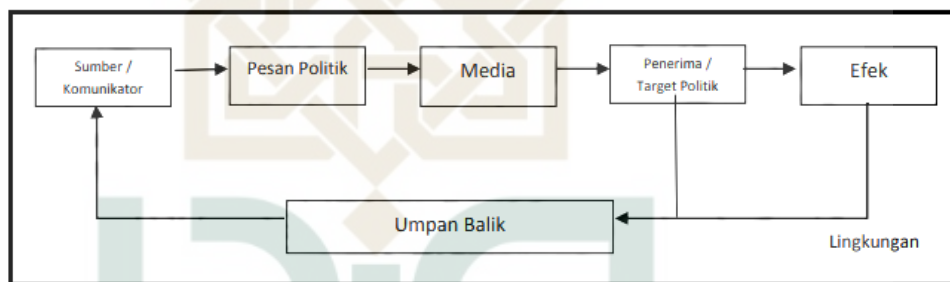 Sumber /
Komunikator
Pesan Politik
Media
Penerima /
Target Politik
Efek
Umpan Balik
Lingkungan